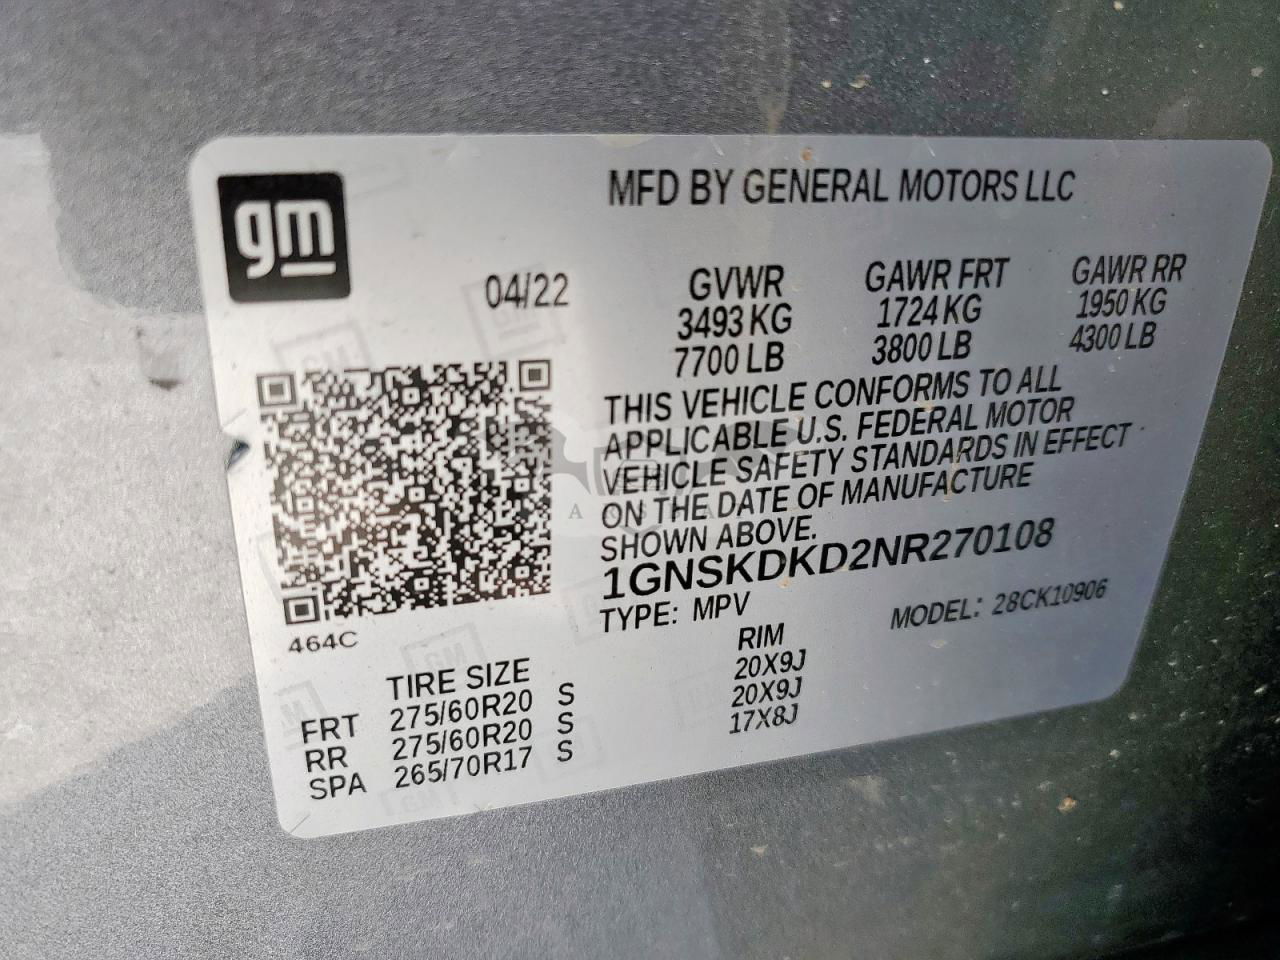 gm
MFD BY GENERAL MOTORS LLC
04/22
GVWR GAWR FRT GAWR RR
3493 KG 1724 KG 1950 KG
7700 LB 3800 LB 4300 LB
THIS VEHICLE CONFORMS TO ALL
APPLICABLE U.S. FEDERAL MOTOR
VEHICLE SAFETY STANDARDS IN EFFECT
ON THE DATE OF MANUFACTURE
SHOWN ABOVE.
1GNSKDKD2NR270108
TYPE: MPV MODEL: 28CK10906
464C
TIRE SIZE RIM
FRT 275/60R20 S 20X9J
RR 275/60R20 S 20X9J
SPA 265/70R17 S 17X8J